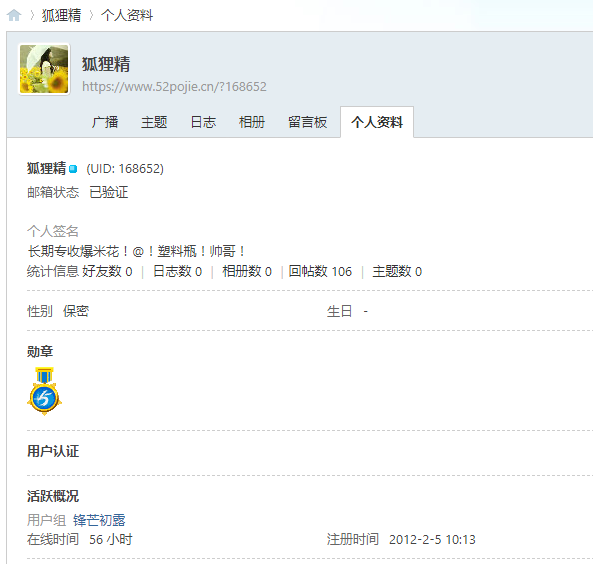 〉狐狸精 〉个人资料
狐狸精
https://www.52pojie.cn/?168652
广播 主题 日志 相册 留言板 个人资料
狐狸精 (UID: 168652)
邮箱状态 已验证
个人签名
长期专收爆米花！@！塑料瓶！帅哥！
统计信息 好友数 0 | 日志数 0 | 相册数 0 | 回帖数 106 | 主题数 0
性别 保密 生日 -
勋章
5
用户认证
活跃概况
用户组 锋芒初露
在线时间 56 小时 注册时间 2012-2-5 10:13